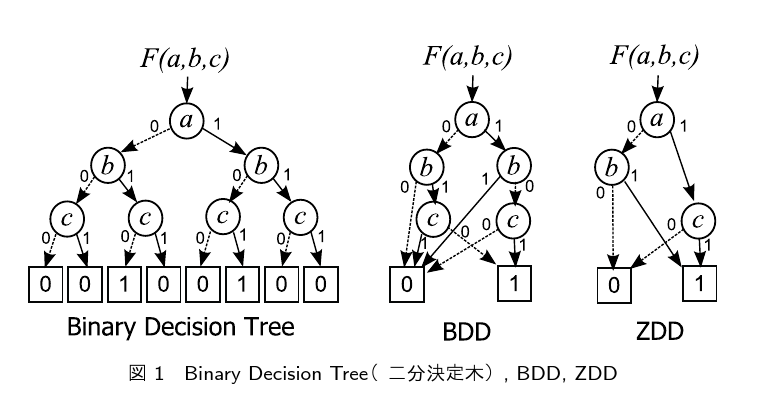 F(a,b,c) F(a,b,c) F(a,b,c)
a a a
0 1 0 1 0 1
b b b b b
0 1 0 1 0 1 1 0 0 1
c c c c c c c
0 1 0 1 0 1 0 1 1 0 0 1 0 1
0 0 1 0 0 1 0 0 0 1 0 1
Binary Decision Tree BDD ZDD
図 1 Binary Decision Tree( 二分決定木) , BDD, ZDD